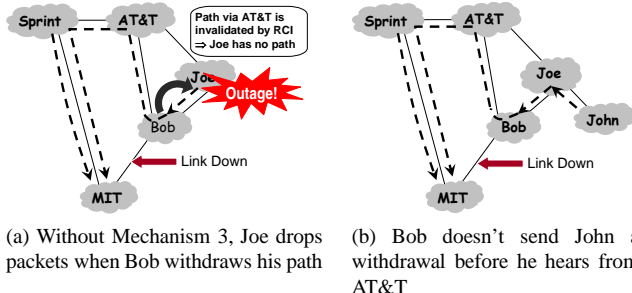 Sprint
AT&T
Path via AT&T is
invalidated by RCI
⇒ Joe has no path
Joe
Outage!
Bob
Link Down
MIT
(a) Without Mechanism 3, Joe drops
packets when Bob withdraws his path
Sprint
AT&T
Joe
Bob
John
Link Down
MIT
(b) Bob doesn't send John a
withdrawal before he hears from
AT&T